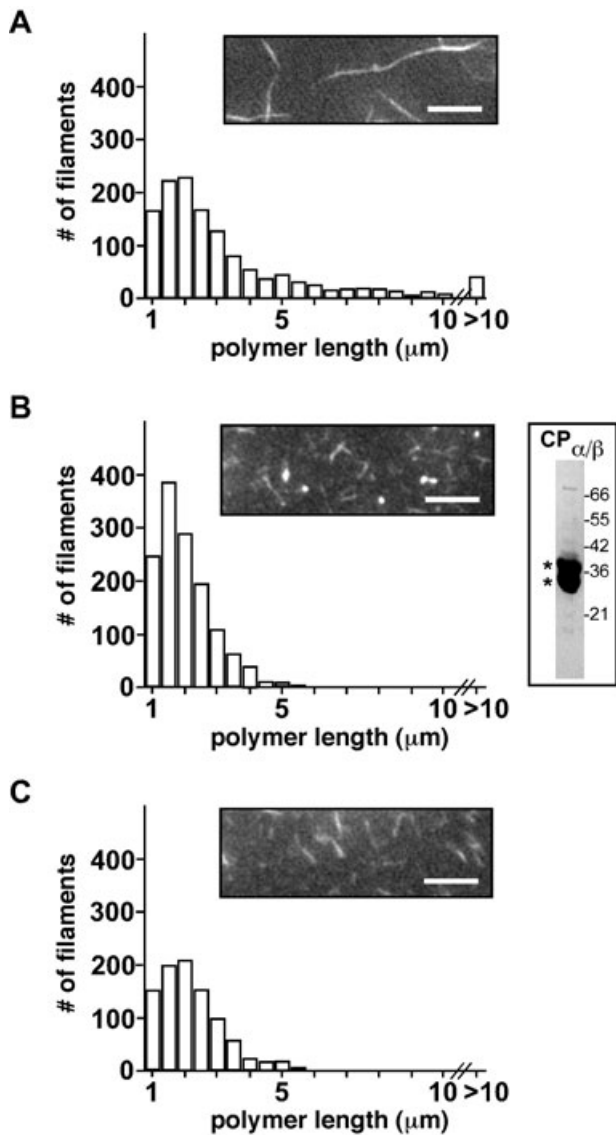 A
# of filaments
400
300
200
100
0
1 5 10 >10
polymer length (μm)
B
# of filaments
400
300
200
100
0
1 5 10 >10
polymer length (μm)
CP α/β
-66
-55
-42
* -36
*
-21
C
# of filaments
400
300
200
100
0
1 5 10 >10
polymer length (μm)